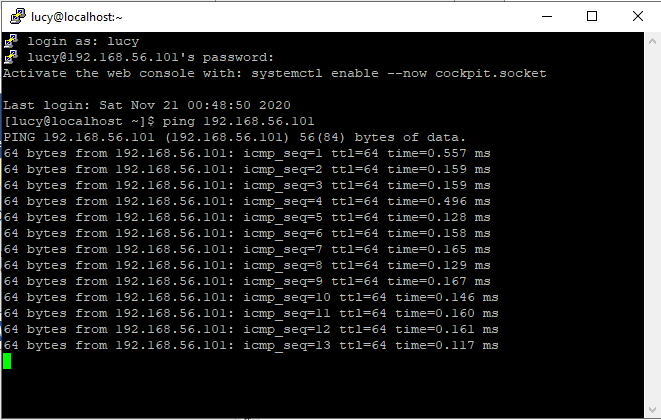 lucy@localhost:~
login as: lucy
lucy@192.168.56.101's password:
Activate the web console with: systemctl enable --now cockpit.socket
Last login: Sat Nov 21 00:48:50 2020
[lucy@localhost ~]$ ping 192.168.56.101
PING 192.168.56.101 (192.168.56.101) 56(84) bytes of data.
64 bytes from 192.168.56.101: icmp_seq=1 ttl=64 time=0.557 ms
64 bytes from 192.168.56.101: icmp_seq=2 ttl=64 time=0.159 ms
64 bytes from 192.168.56.101: icmp_seq=3 ttl=64 time=0.159 ms
64 bytes from 192.168.56.101: icmp_seq=4 ttl=64 time=0.496 ms
64 bytes from 192.168.56.101: icmp_seq=5 ttl=64 time=0.128 ms
64 bytes from 192.168.56.101: icmp_seq=6 ttl=64 time=0.158 ms
64 bytes from 192.168.56.101: icmp_seq=7 ttl=64 time=0.165 ms
64 bytes from 192.168.56.101: icmp_seq=8 ttl=64 time=0.129 ms
64 bytes from 192.168.56.101: icmp_seq=9 ttl=64 time=0.167 ms
64 bytes from 192.168.56.101: icmp_seq=10 ttl=64 time=0.146 ms
64 bytes from 192.168.56.101: icmp_seq=11 ttl=64 time=0.160 ms
64 bytes from 192.168.56.101: icmp_seq=12 ttl=64 time=0.161 ms
64 bytes from 192.168.56.101: icmp_seq=13 ttl=64 time=0.117 ms